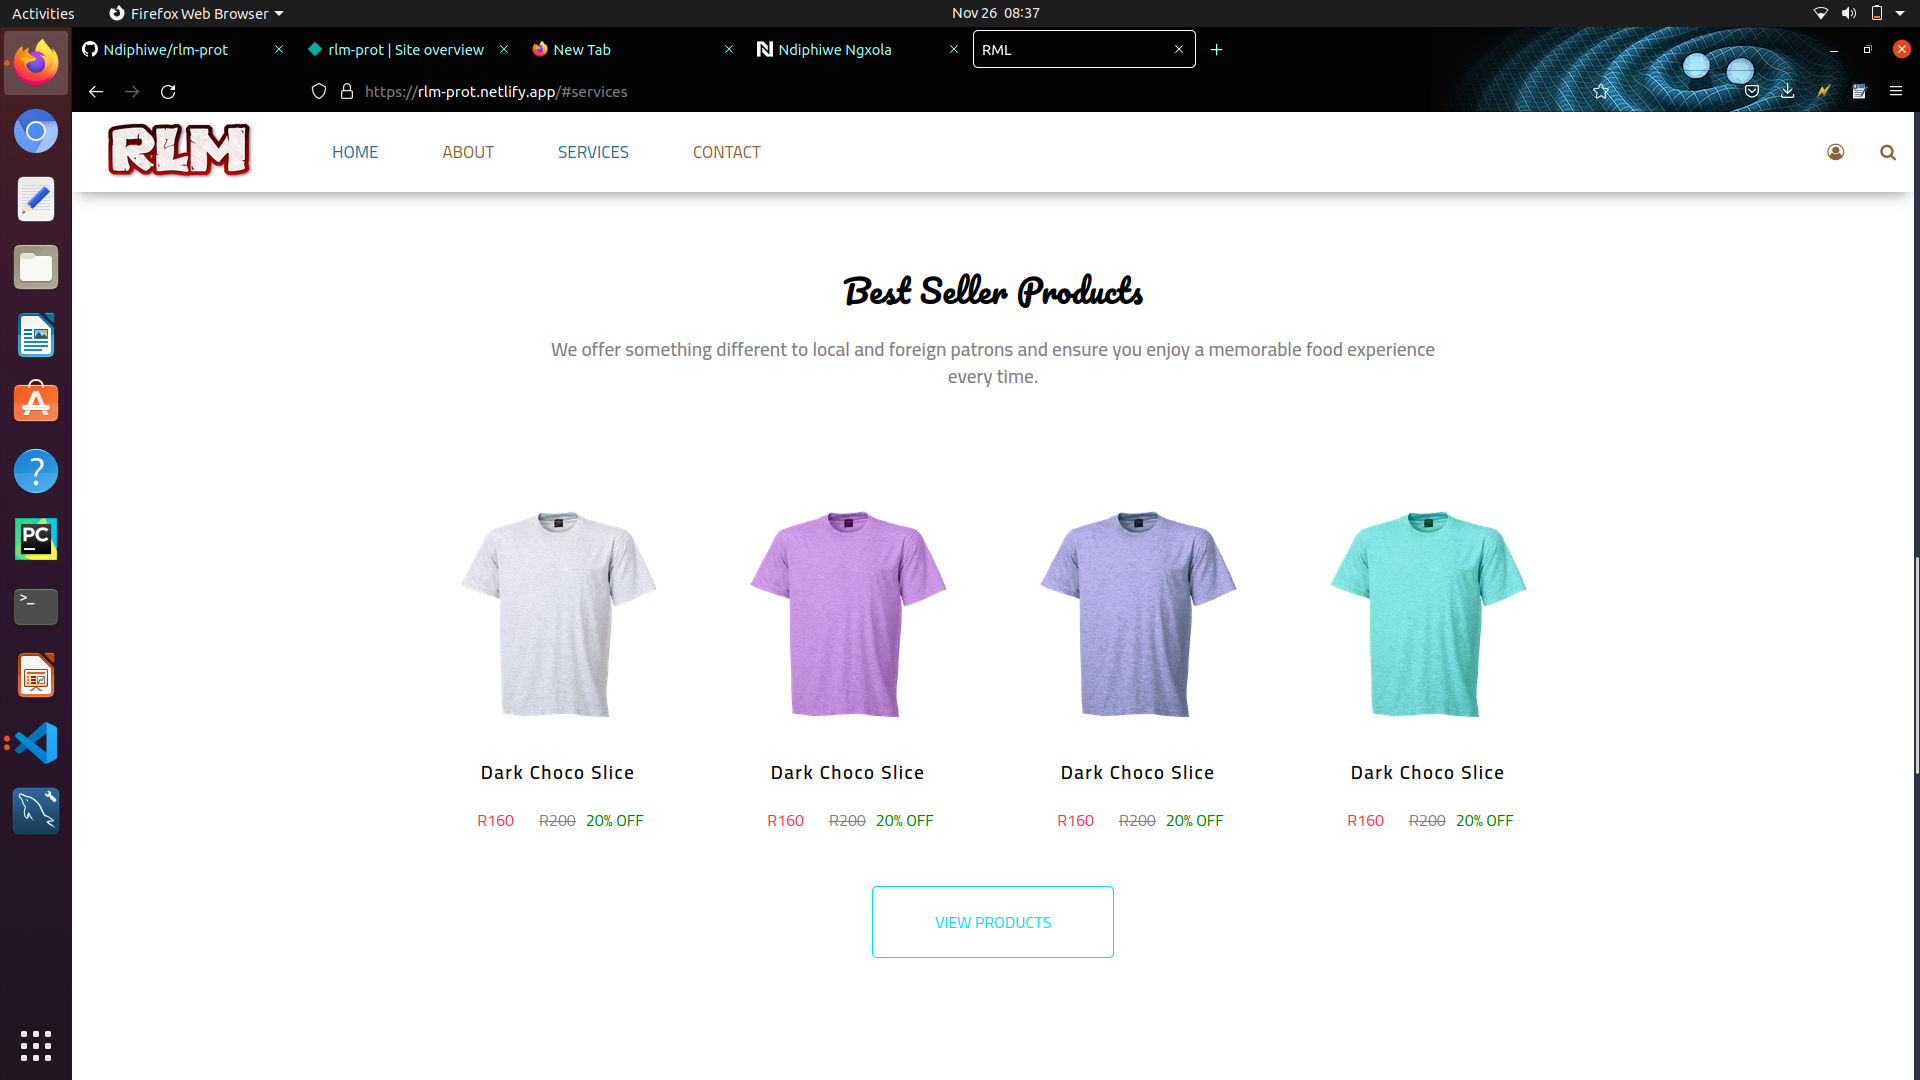 Activities
Firefox Web Browser
Nov 26 08:37
Ndiphiwe/rlm-prot
rlm-prot | Site overview
New Tab
Ndiphiwe Ngxola
RML
https://rlm-prot.netlify.app/#services
RLM
HOME
ABOUT
SERVICES
CONTACT
Best Seller Products
We offer something different to local and foreign patrons and ensure you enjoy a memorable food experience
every time.
Dark Choco Slice
Dark Choco Slice
Dark Choco Slice
Dark Choco Slice
R160 R200 20% OFF
R160 R200 20% OFF
R160 R200 20% OFF
R160 R200 20% OFF
VIEW PRODUCTS
PC